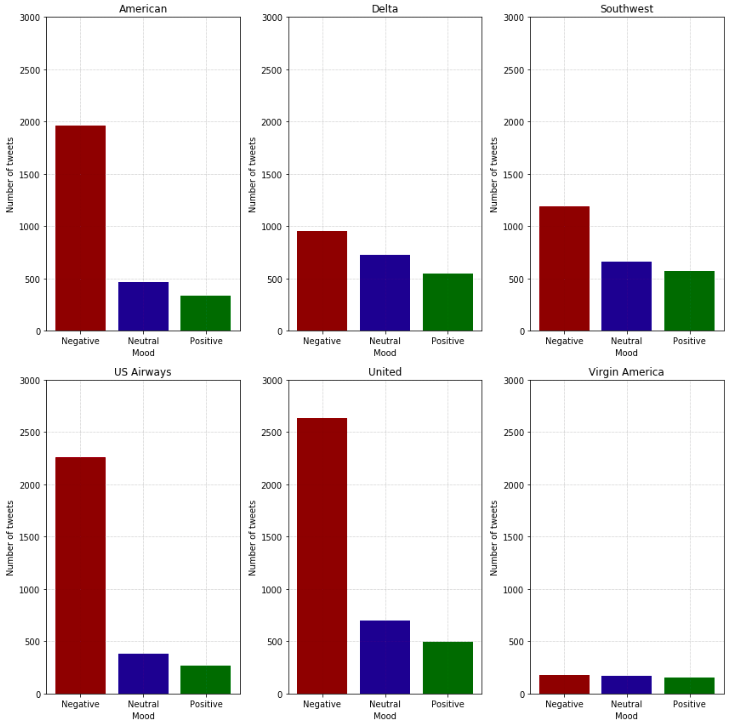 American
Delta
Southwest
3000
2500
2000
1500
1000
500
0
Number of tweets
Negative Neutral Positive
Mood
3000
2500
2000
1500
1000
500
0
Number of tweets
Negative Neutral Positive
Mood
3000
2500
2000
1500
1000
500
0
Number of tweets
Negative Neutral Positive
Mood
US Airways
United
Virgin America
3000
2500
2000
1500
1000
500
0
Number of tweets
Negative Neutral Positive
Mood
3000
2500
2000
1500
1000
500
0
Number of tweets
Negative Neutral Positive
Mood
3000
2500
2000
1500
1000
500
0
Number of tweets
Negative Neutral Positive
Mood